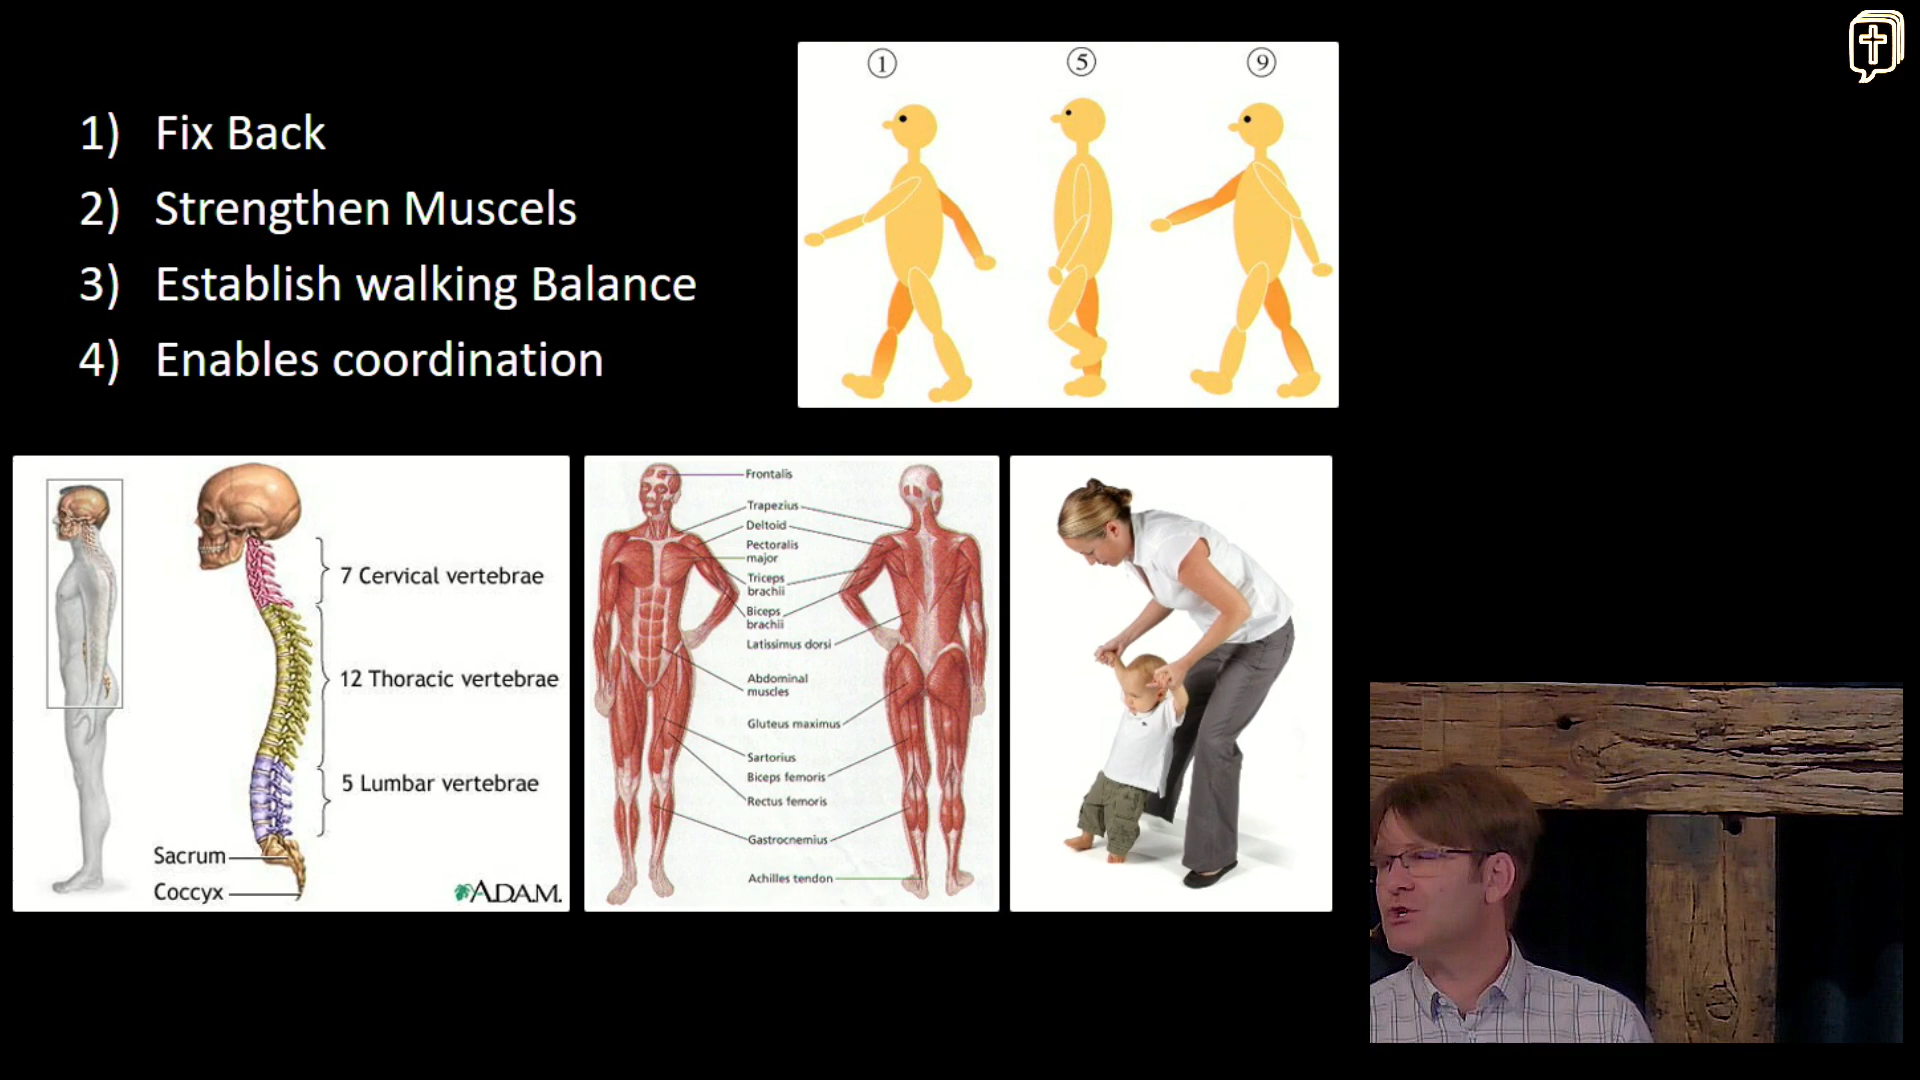 1) Fix Back
2) Strengthen Muscels
3) Establish walking Balance
4) Enables coordination
1
5
9
7 Cervical vertebrae
12 Thoracic vertebrae
5 Lumbar vertebrae
Sacrum
Coccyx
A.D.A.M.
Frontalis
Trapezius
Deltoid
Pectoralis
major
Triceps
brachii
Biceps
brachii
Latissimus dorsi
Abdominal
muscles
Gluteus maximus
Sartorius
Biceps femoris
Rectus femoris
Gastrocnemius
Achilles tendon